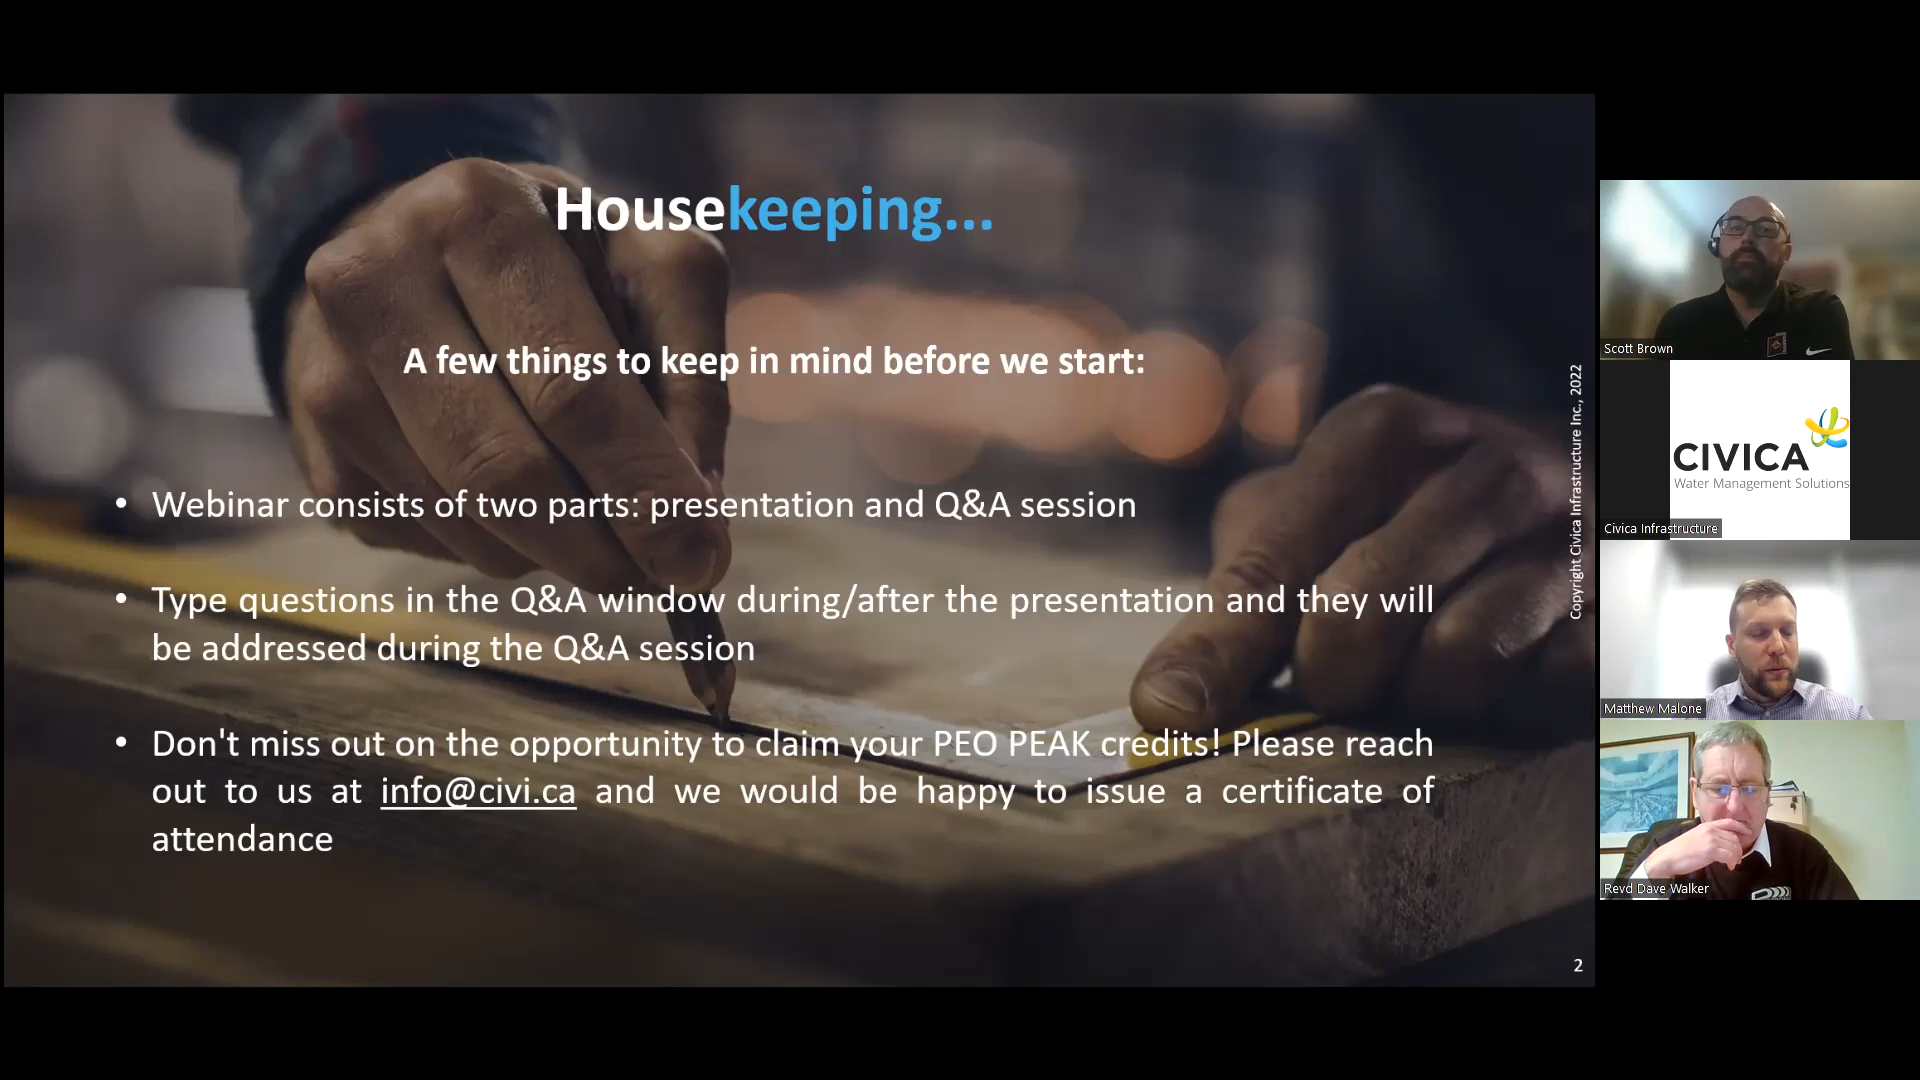 Housekeeping...
A few things to keep in mind before we start:
• Webinar consists of two parts: presentation and Q&A session
• Type questions in the Q&A window during/after the presentation and they will
be addressed during the Q&A session
• Don't miss out on the opportunity to claim your PEO PEAK credits! Please reach
out to us at info@civi.ca and we would be happy to issue a certificate of
attendance
Copyright Civica Infrastructure Inc., 2022
2
Scott Brown
CIVICA
Water Management Solutions
Civica Infrastructure
Matthew Malone
Revd Dave Walker